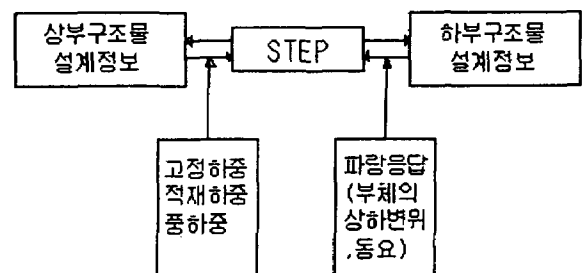 상부구조물
설계정보
STEP
하부구조물
설계정보
고정하중
적재하중
풍하중
파랑응답
(부체의
상하변위
,동요)